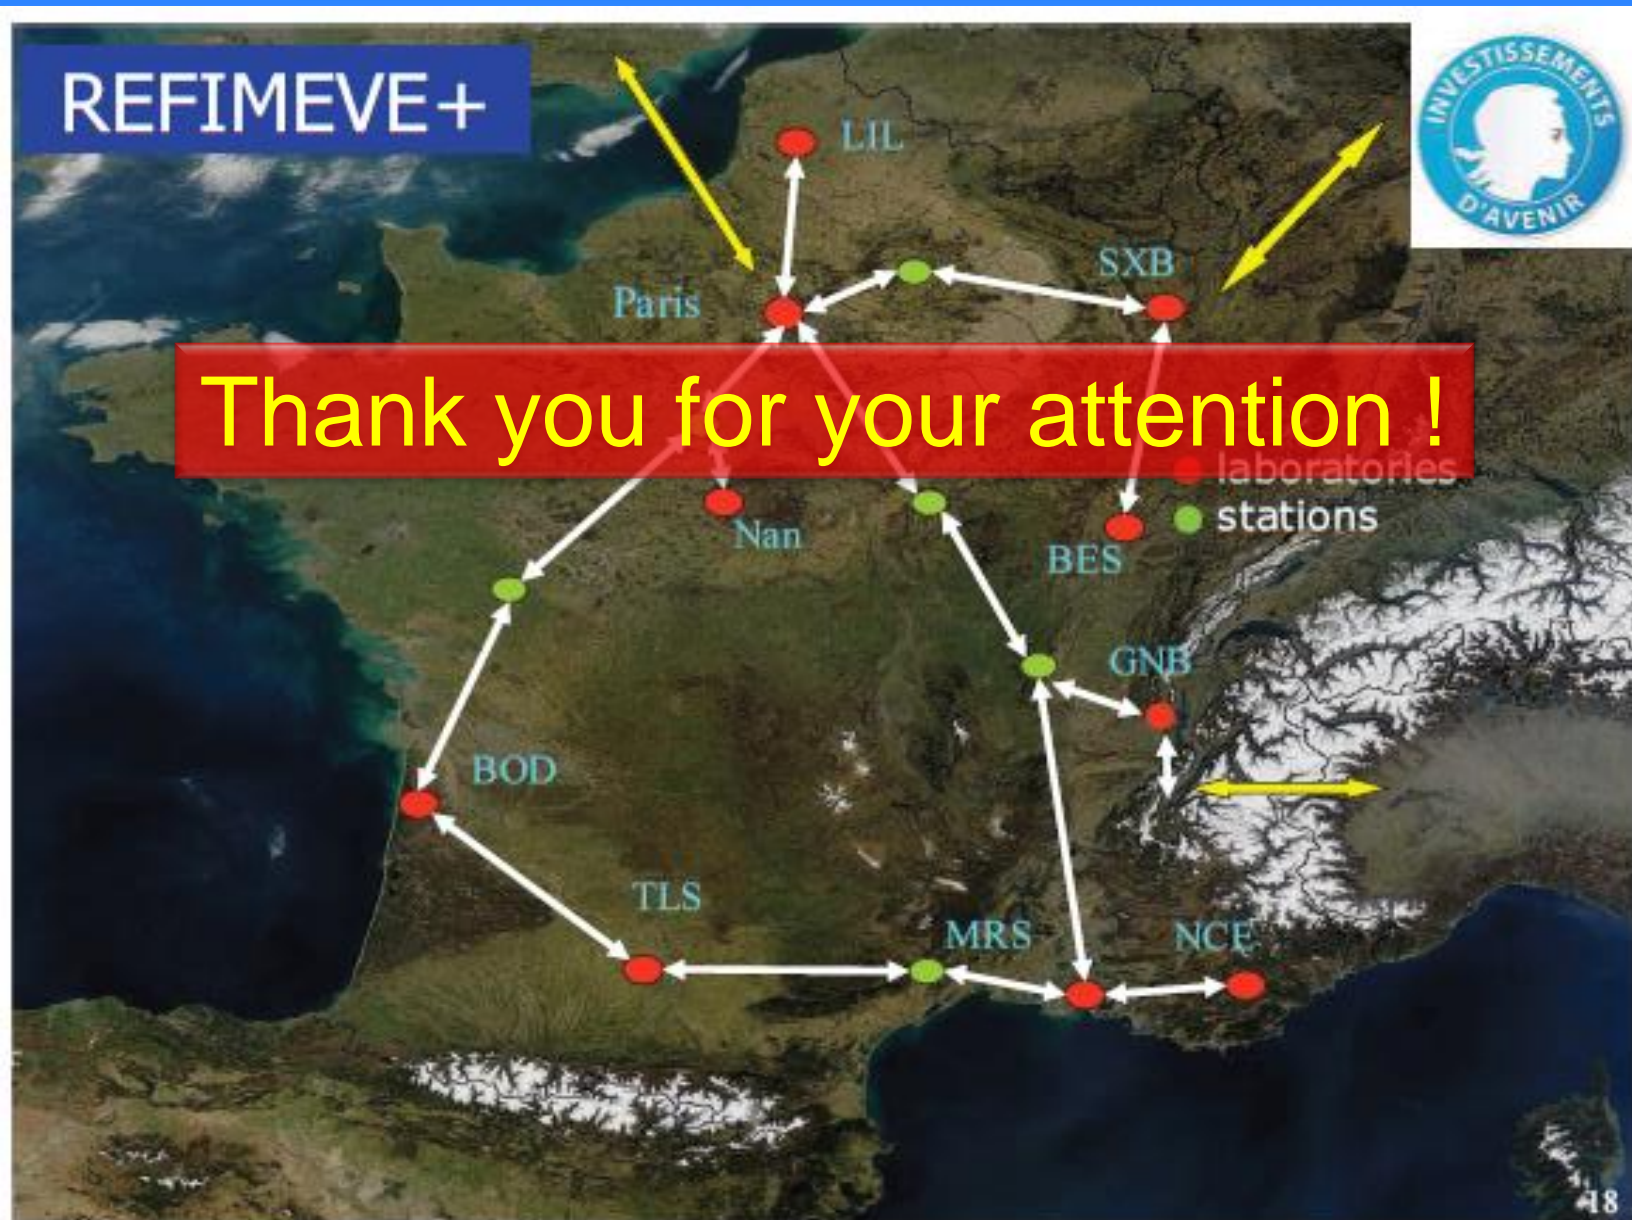 REFIMEVE+
INVESTISSEMENTS
D'AVENIR
LIL
SXB
Paris
Thank you for your attention !
laboratories
stations
Nan
BES
GNB
BOD
TLS
MRS
NCE
18